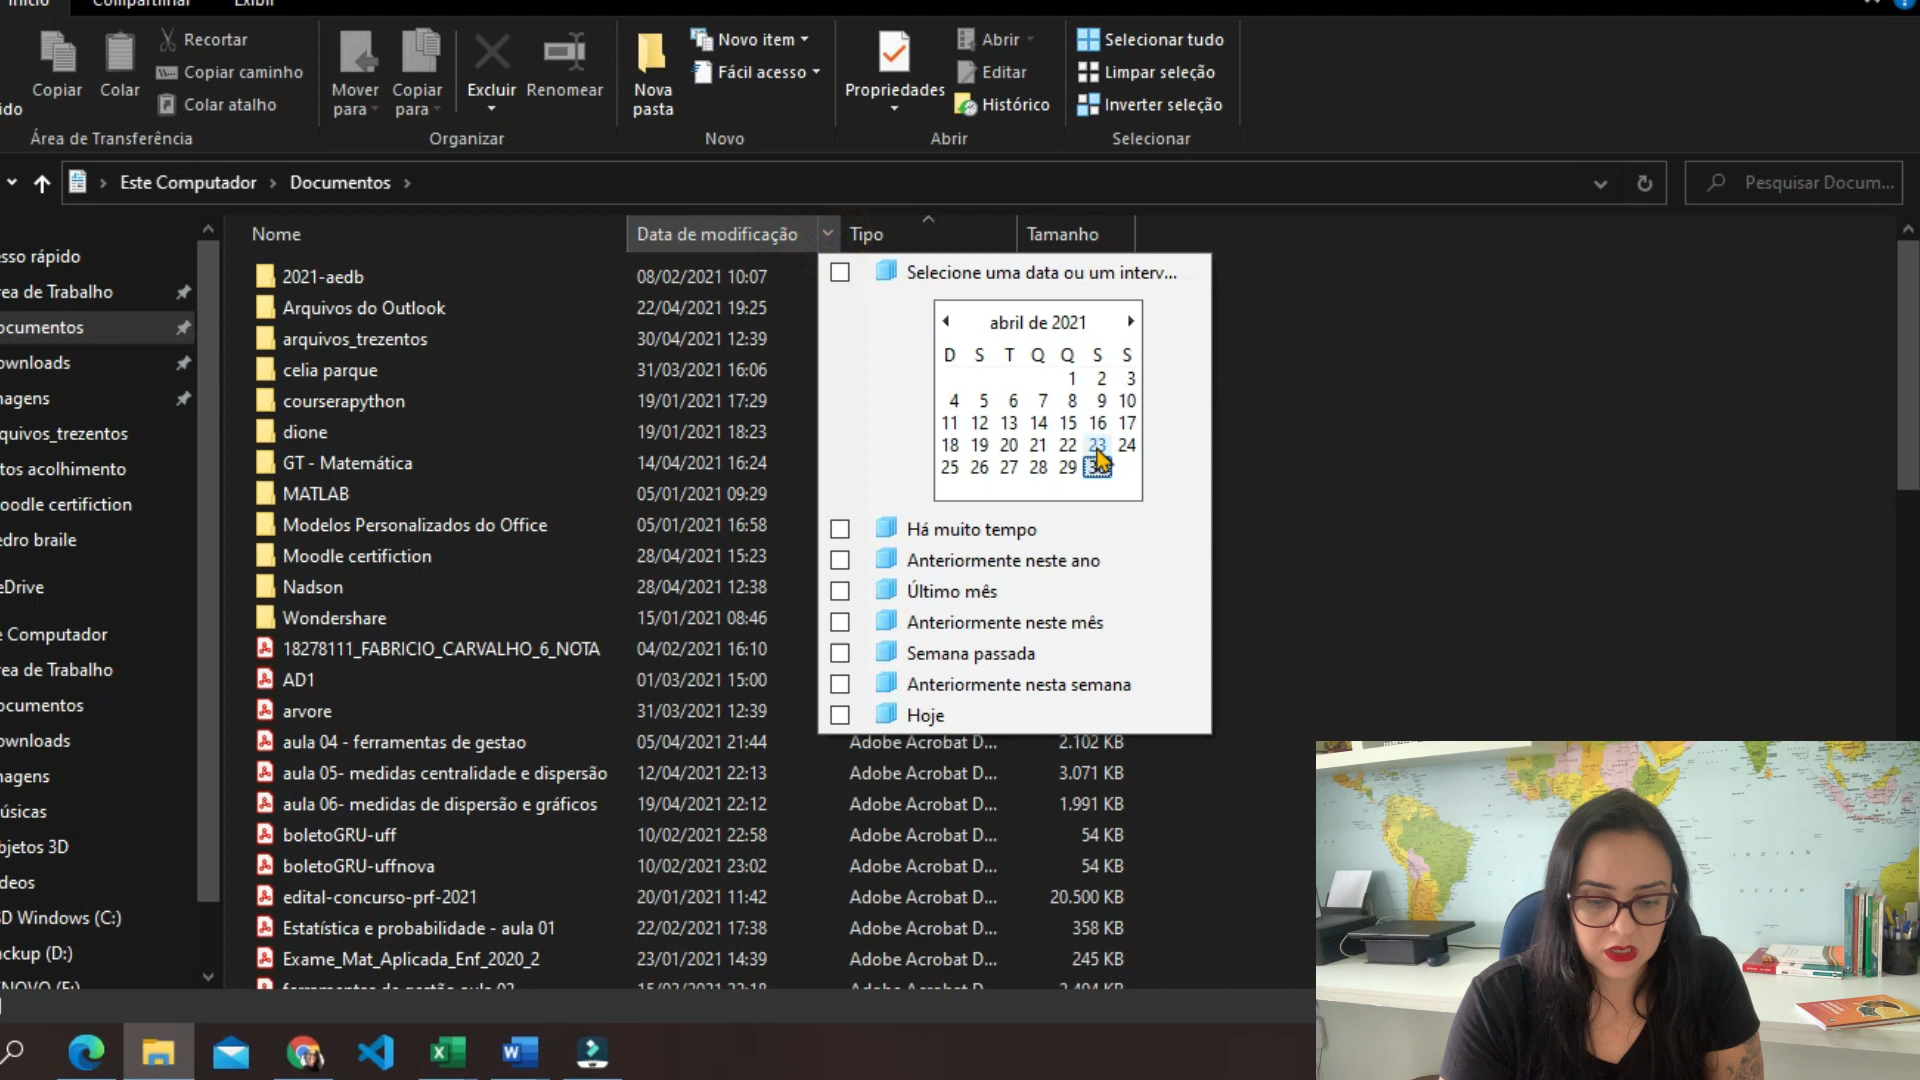 Início Compartilhar Exibir
Copiar
Colar
Recortar
Copiar caminho
Colar atalho
Área de Transferência
Mover para
Copiar para
Excluir
Renomear
Organizar
Nova pasta
Novo item
Fácil acesso
Novo
Propriedades
Abrir
Editar
Histórico
Abrir
Selecionar tudo
Limpar seleção
Inverter seleção
Selecionar
Este Computador > Documentos >
Pesquisar Docum...
Nome Data de modificação Tipo Tamanho
sso rápido
rea de Trabalho
ocumentos
ownloads
nagens
quivos_trezentos
tos acolhimento
oodle certifiction
edro braile
eDrive
e Computador
rea de Trabalho
ocumentos
ownloads
nagens
úsicas
bjetos 3D
deos
SD Windows (C:)
ackup (D:)
2021-aedb 08/02/2021 10:07
Arquivos do Outlook 22/04/2021 19:25
arquivos_trezentos 30/04/2021 12:39
celia parque 31/03/2021 16:06
courserapython 19/01/2021 17:29
dione 19/01/2021 18:23
GT - Matemática 14/04/2021 16:24
MATLAB 05/01/2021 09:29
Modelos Personalizados do Office 05/01/2021 16:58
Moodle certifiction 28/04/2021 15:23
Nadson 28/04/2021 12:38
Wondershare 15/01/2021 08:46
18278111_FABRICIO_CARVALHO_6_NOTA 04/02/2021 16:10
AD1 01/03/2021 15:00
arvore 31/03/2021 12:39
aula 04 - ferramentas de gestao 05/04/2021 21:44 Adobe Acrobat D... 2.102 KB
aula 05- medidas centralidade e dispersão 12/04/2021 22:13 Adobe Acrobat D... 3.071 KB
aula 06- medidas de dispersão e gráficos 19/04/2021 22:12 Adobe Acrobat D... 1.991 KB
boletoGRU-uff 10/02/2021 22:58 Adobe Acrobat D... 54 KB
boletoGRU-uffnova 10/02/2021 23:02 Adobe Acrobat D... 54 KB
edital-concurso-prf-2021 20/01/2021 11:42 Adobe Acrobat D... 20.500 KB
Estatística e probabilidade - aula 01 22/02/2021 17:38 Adobe Acrobat D... 358 KB
Exame_Mat_Aplicada_Enf_2020_2 23/01/2021 14:39 Adobe Acrobat D... 245 KB
Selecione uma data ou um interv...
abril de 2021
D S T Q Q S S
1 2 3
4 5 6 7 8 9 10
11 12 13 14 15 16 17
18 19 20 21 22 23 24
25 26 27 28 29
Há muito tempo
Anteriormente neste ano
Último mês
Anteriormente neste mês
Semana passada
Anteriormente nesta semana
Hoje
INDIAN
OCEAN